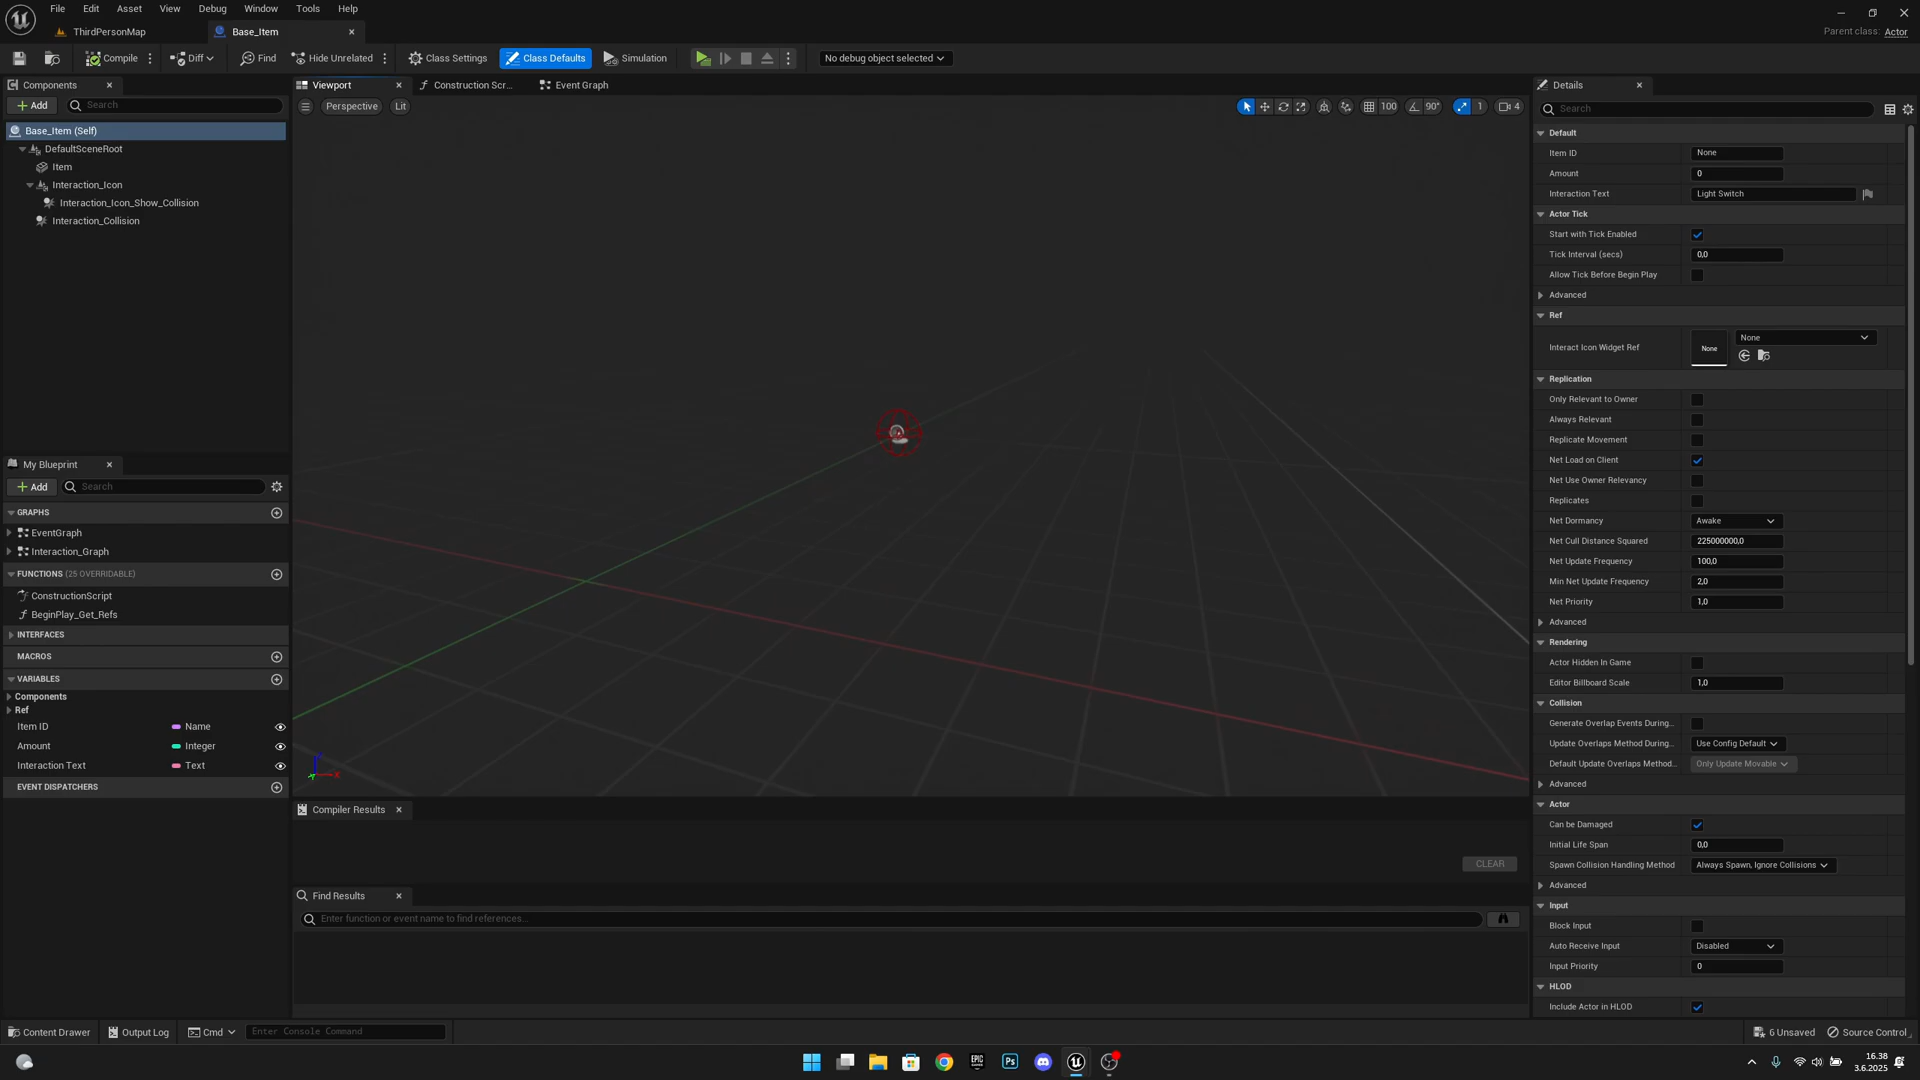 File Edit Asset View Debug Window Tools Help
ThirdPersonMap
Base_Item
Parent class: Actor
Compile
Diff
Find
Hide Unrelated
Class Settings
Class Defaults
Simulation
No debug object selected
Components
Add
Search
Base_Item (Self)
DefaultSceneRoot
Item
Interaction_Icon
Interaction_Icon_Show_Collision
Interaction_Collision
My Blueprint
Add
Search
GRAPHS
EventGraph
Interaction_Graph
FUNCTIONS (25 OVERRIDABLE)
ConstructionScript
BeginPlay_Get_Refs
INTERFACES
MACROS
VARIABLES
Components
Ref
Item ID Name
Amount Integer
Interaction Text Text
EVENT DISPATCHERS
Viewport
Construction Scr...
Event Graph
Perspective
Lit
100
90°
1
4
X
Compiler Results
CLEAR
Find Results
Enter function or event name to find references...
Details
Search
Default
Item ID None
Amount 0
Interaction Text Light Switch
Actor Tick
Start with Tick Enabled
Tick Interval (secs) 0,0
Allow Tick Before Begin Play
Advanced
Ref
Interact Icon Widget Ref None None
Replication
Only Relevant to Owner
Always Relevant
Replicate Movement
Net Load on Client
Net Use Owner Relevancy
Replicates
Net Dormancy Awake
Net Cull Distance Squared 225000000,0
Net Update Frequency 100,0
Min Net Update Frequency 2,0
Net Priority 1,0
Advanced
Rendering
Actor Hidden In Game
Editor Billboard Scale 1,0
Collision
Generate Overlap Events During...
Update Overlaps Method During... Use Config Default
Default Update Overlaps Method... Only Update Movable
Advanced
Actor
Can be Damaged
Initial Life Span 0,0
Spawn Collision Handling Method Always Spawn, Ignore Collisions
Advanced
Input
Block Input
Auto Receive Input Disabled
Input Priority 0
HLOD
Include Actor in HLOD
Content Drawer
Output Log
Cmd
Enter Console Command
6 Unsaved
Source Control
EPIC GAMES
Ps
16.38
3.6.2025